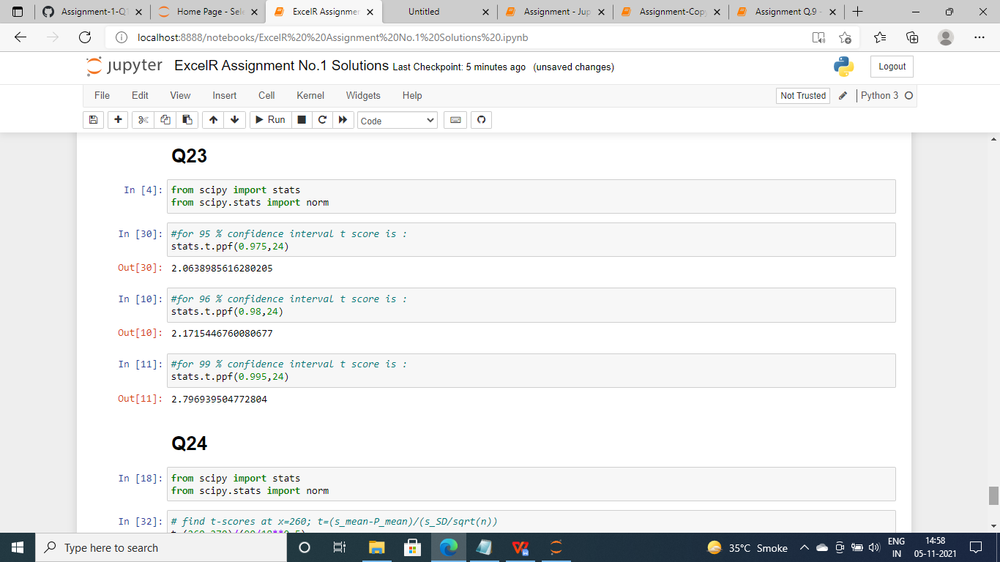 Assignment-1-Q1
Home Page - Sele
ExcelR Assignmen
Untitled
Assignment - Jup
Assignment-Copy
Assignment Q.9 -
localhost:8888/notebooks/ExcelR%20%20Assignment%20No.1%20Solutions%20.ipynb
jupyter ExcelR Assignment No.1 Solutions Last Checkpoint: 5 minutes ago (unsaved changes)
Logout
File Edit View Insert Cell Kernel Widgets Help
Not Trusted Python 3
Run Code
Q23
In [4]: from scipy import stats
from scipy.stats import norm
In [30]: #for 95 % confidence interval t score is :
stats.t.ppf(0.975,24)
Out[30]: 2.0638985616280205
In [10]: #for 96 % confidence interval t score is :
stats.t.ppf(0.98,24)
Out[10]: 2.1715446760080677
In [11]: #for 99 % confidence interval t score is :
stats.t.ppf(0.995,24)
Out[11]: 2.796939504772804
Q24
In [18]: from scipy import stats
from scipy.stats import norm
In [32]: # find t-scores at x=260; t=(s_mean-P_mean)/(s_SD/sqrt(n))
Type here to search
35°C Smoke
ENG
IN
14:58
05-11-2021